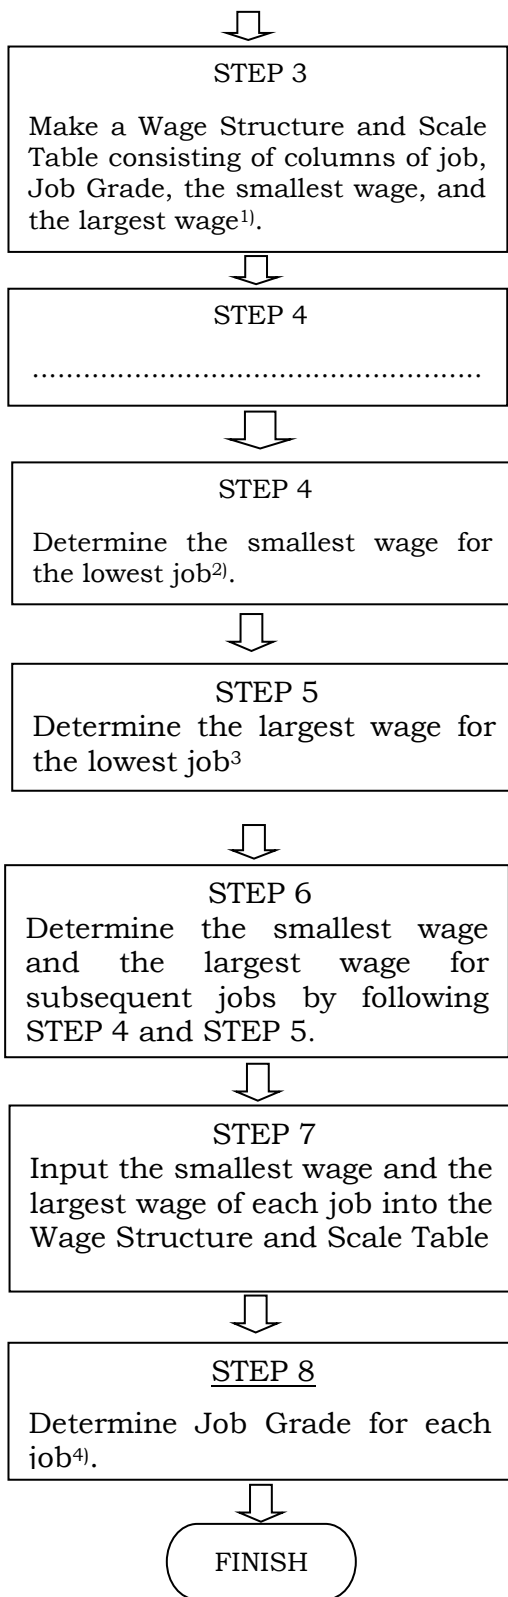 STEP 3
Make a Wage Structure and Scale
Table consisting of columns of job,
Job Grade, the smallest wage, and
the largest wage1).
STEP 4
....................................................
STEP 4
Determine the smallest wage for
the lowest job2).
STEP 5
Determine the largest wage for
the lowest job3
STEP 6
Determine the smallest wage
and the largest wage for
subsequent jobs by following
STEP 4 and STEP 5.
STEP 7
Input the smallest wage and the
largest wage of each job into the
Wage Structure and Scale Table
STEP 8
Determine Job Grade for each
job4).
FINISH